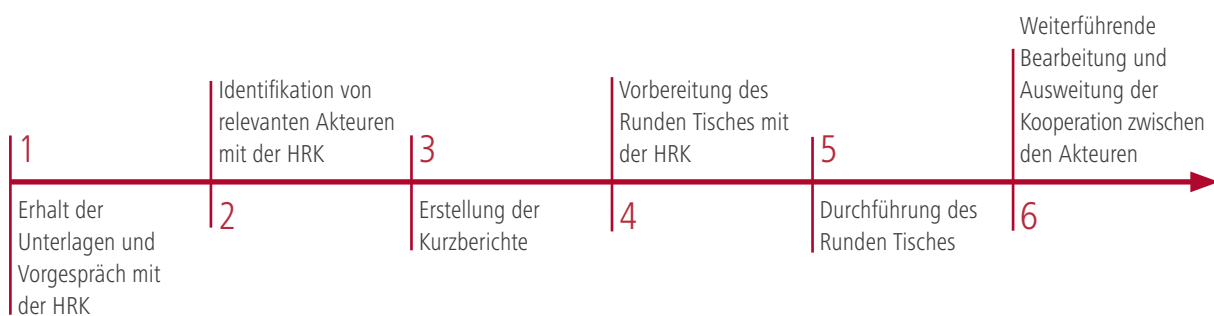 1
Erhalt der
Unterlagen und
Vorgespräch mit
der HRK
Identifikation von
relevanten Akteuren
mit der HRK
2
3
Erstellung der
Kurzberichte
Vorbereitung des
Runden Tisches mit
der HRK
4
5
Durchführung des
Runden Tisches
Weiterführende
Bearbeitung und
Ausweitung der
Kooperation zwischen
den Akteuren
6